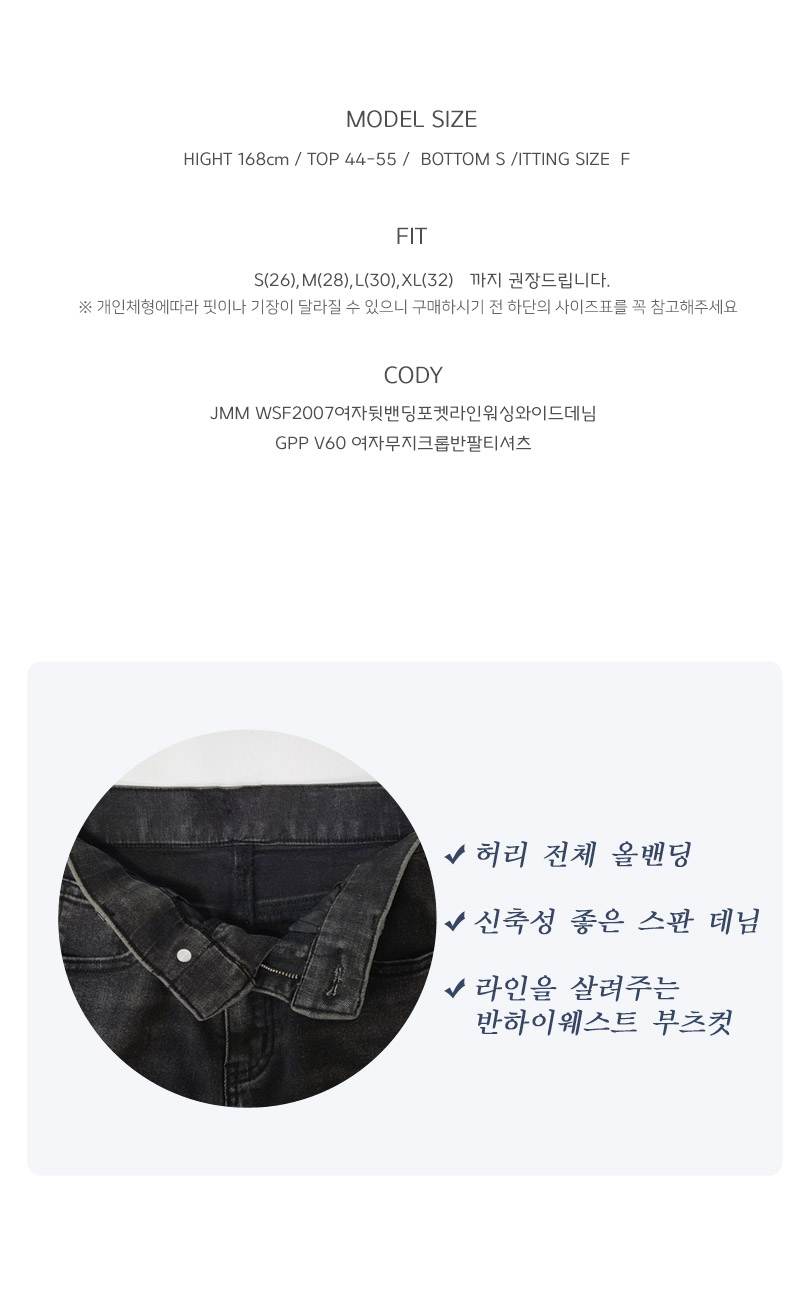 MODEL SIZE
HIGHT 168cm / TOP 44-55 / BOTTOM S /ITTING SIZE F
FIT
S(26),M(28),L(30),XL(32) 까지 권장드립니다.
※ 개인체형에따라 핏이나 기장이 달라질 수 있으니 구매하시기 전 하단의 사이즈표를 꼭 참고해주세요
CODY
JMM WSF2007여자뒷밴딩포켓라인워싱와이드데님
GPP V60 여자무지크롭반팔티셔츠
허리 전체 올밴딩
신축성 좋은 스판 데님
라인을 살려주는
반하이웨스트 부츠컷